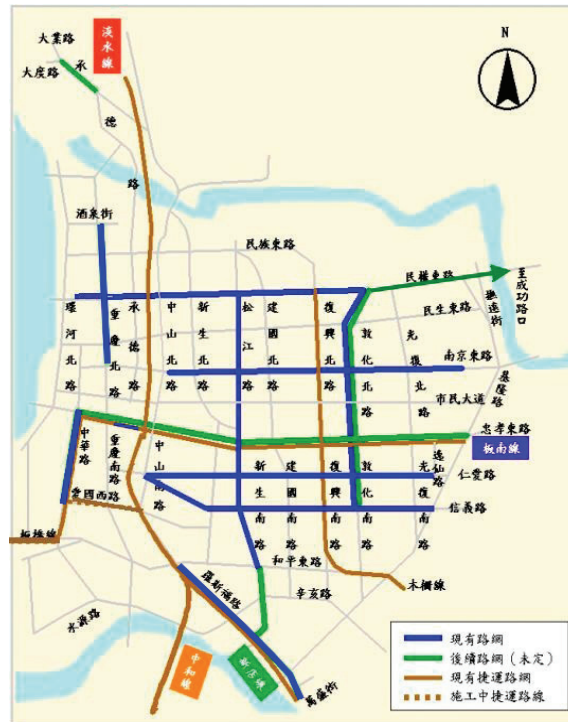 大業路
大度路
淡水線
承德路
N
酒泉街
民族東路
民權東路
至成功路口
撫遠街
民生東路
環河北路
重慶北路
承德路
中山北路
新生北路
松江路
建國北路
復興北路
敦化北路
光復北路
南京東路
基隆路
市民大道
忠孝東路
板南線
逸仙路
中華路
重慶南路
中山南路
愛國西路
新生南路
建國南路
復興南路
敦化南路
光復南路
仁愛路
信義路
板橋線
和平東路
辛亥路
木柵線
羅斯福路
水源路
中和線
新店線
萬盛街
現有路網
後續路網（未定）
現有捷運路網
施工中捷運路線